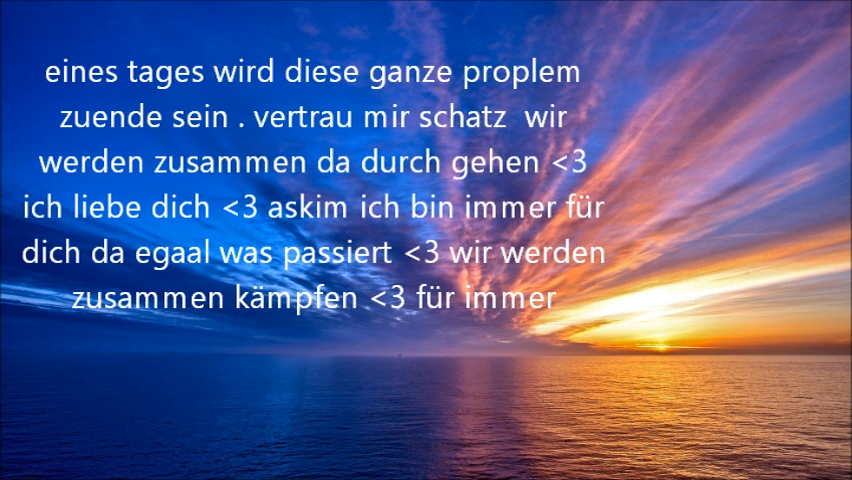 eines tages wird diese ganze proplem
zuende sein . vertrau mir schatz  wir
werden zusammen da durch gehen <3
ich liebe dich <3 askim ich bin immer für
dich da egaal was passiert <3 wir werden
zusammen kämpfen <3 für immer